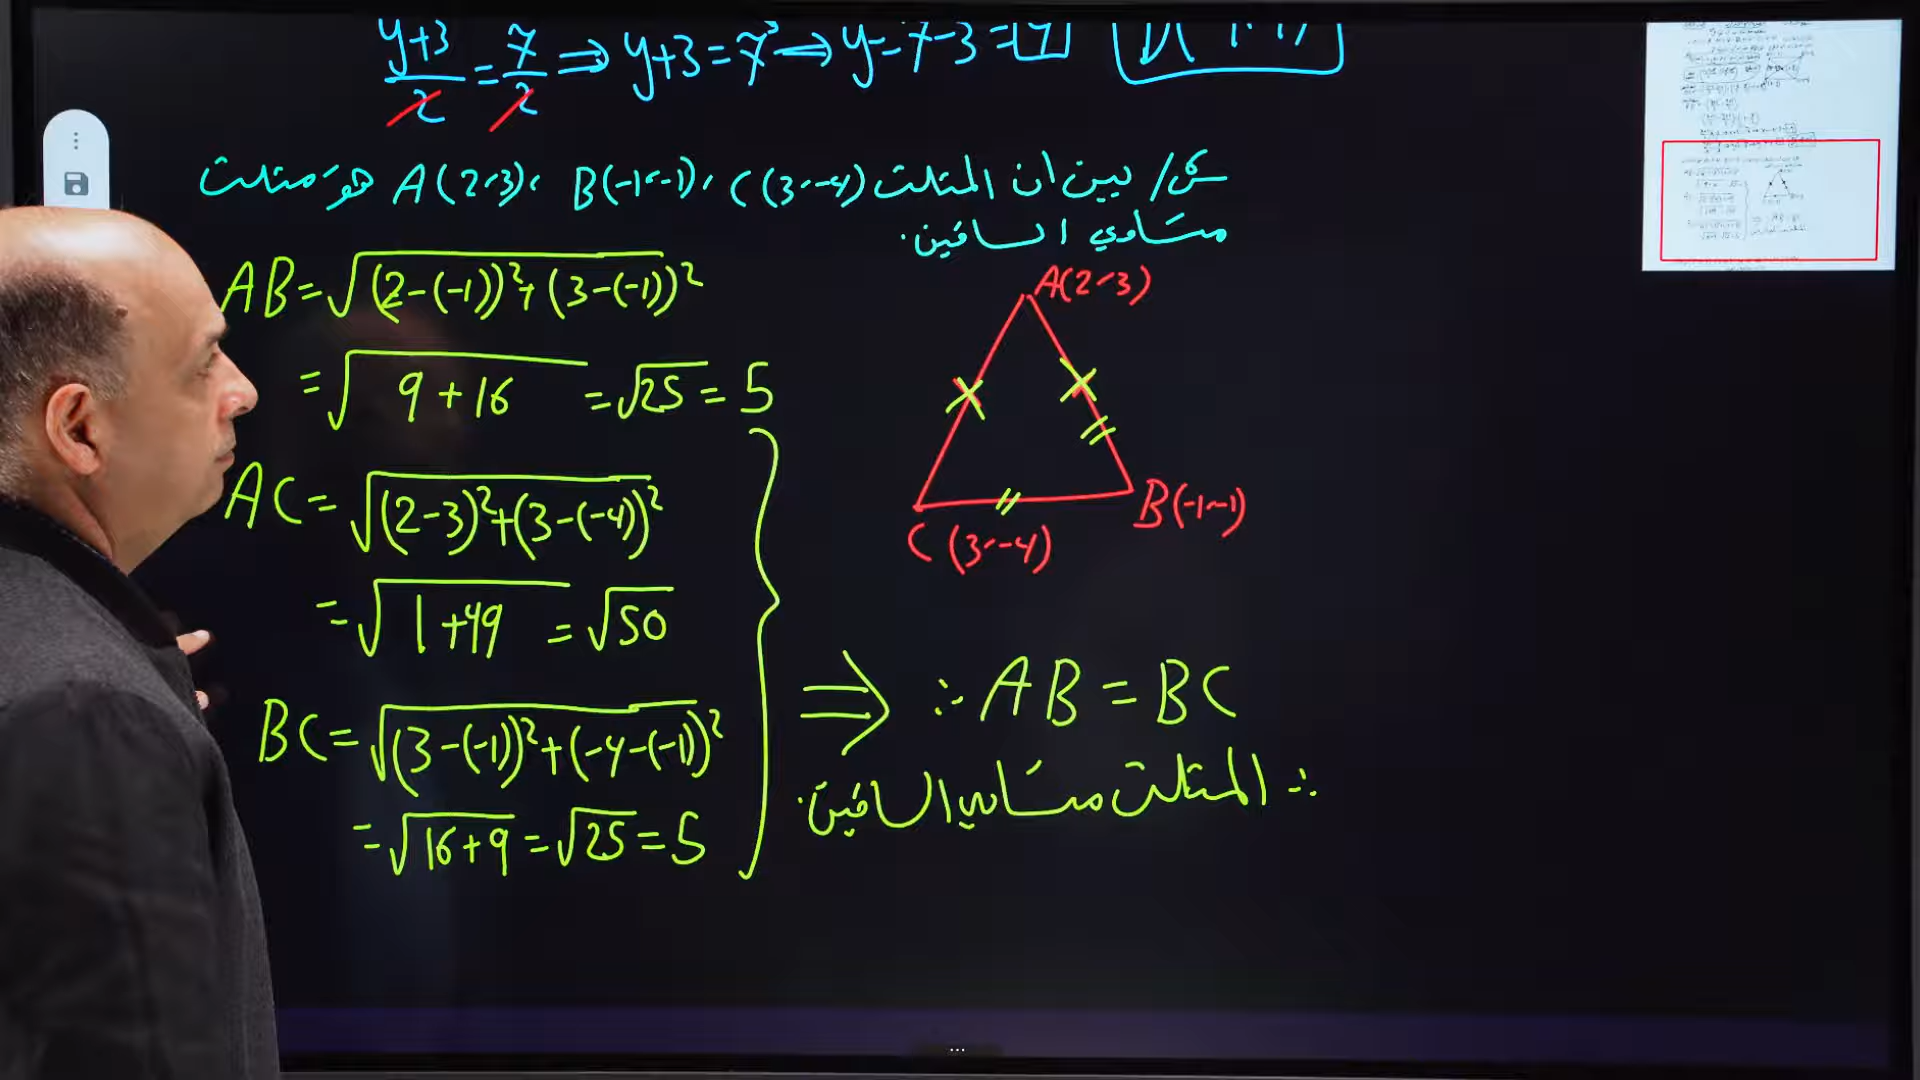 y+3/2 = 7/2 ⇒ y+3=7 ⇒ y=7-3=4
س/ بين ان المثلث A(2,3), B(-1,-1), C(3,-4) هو مثلث
متساوي الساقين.
AB=√(2-(-1))²+(3-(-1))²
=√9+16 =√25=5
AC=√(2-3)²+(3-(-4))²
=√1+49 =√50
BC=√(3-(-1))²+(-4-(-1))²
=√16+9=√25=5
A(2,3)
B(-1,-1)
C(3,-4)
⇒ ∴ AB=BC
∴ المثلث متساوي الساقين.